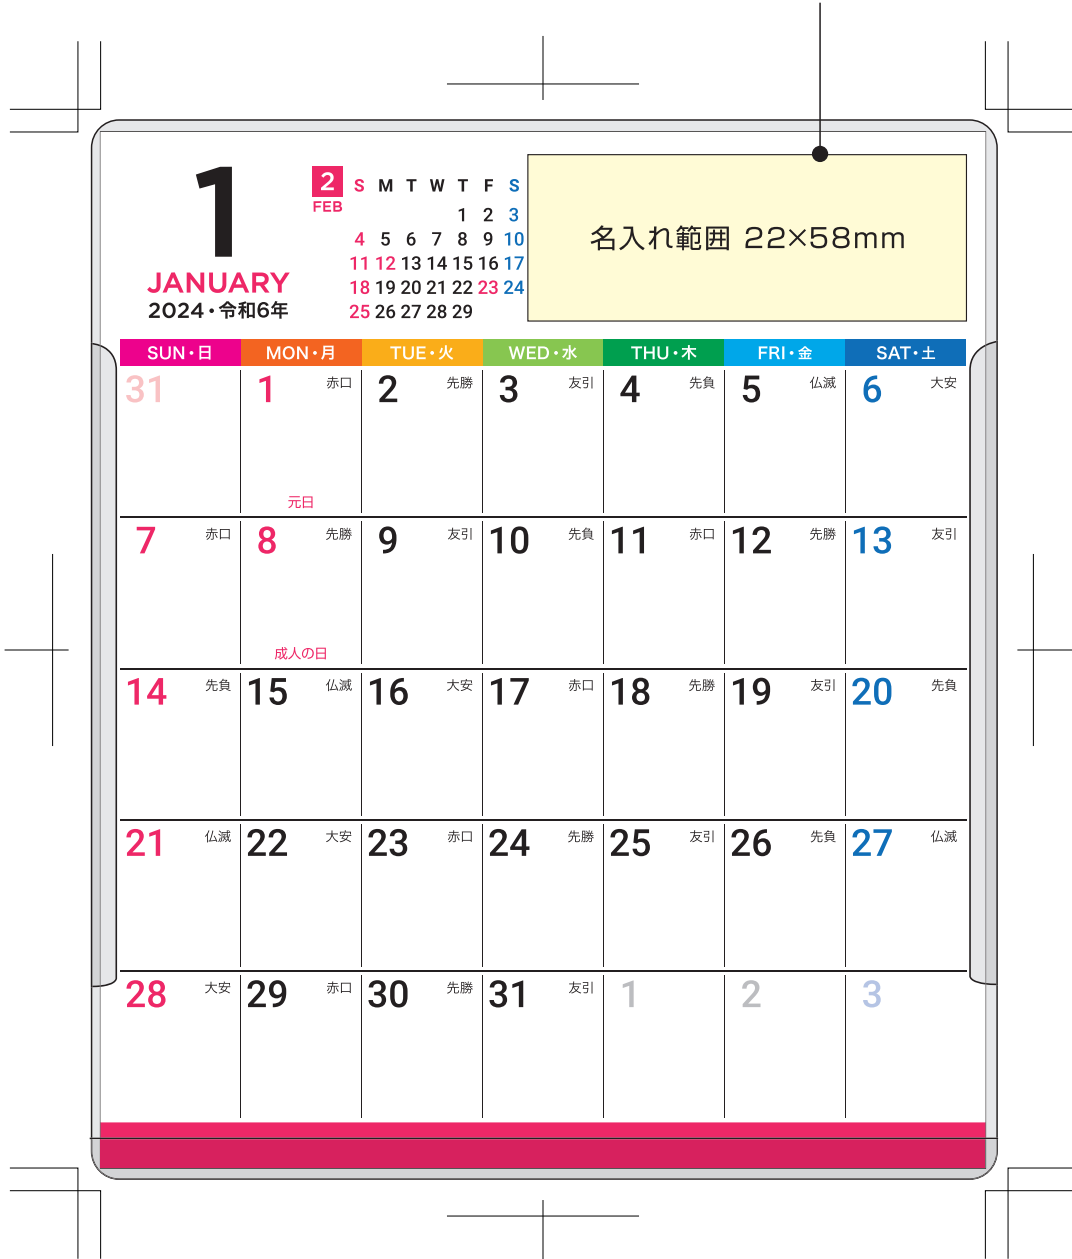 1
JANUARY
2024・令和6年
2
FEB
S M T W T F S
1 2 3
4 5 6 7 8 9 10
11 12 13 14 15 16 17
18 19 20 21 22 23 24
25 26 27 28 29
名入れ範囲 22×58mm
SUN・日 MON・月 TUE・火 WED・水 THU・木 FRI・金 SAT・土
31 1 赤口 2 先勝 3 友引 4 先負 5 仏滅 6 大安
元日
7 赤口 8 先勝 9 友引 10 先負 11 赤口 12 先勝 13 友引
成人の日
14 先負 15 仏滅 16 大安 17 赤口 18 先勝 19 友引 20 先負
21 仏滅 22 大安 23 赤口 24 先勝 25 友引 26 先負 27 仏滅
28 大安 29 赤口 30 先勝 31 友引 1 2 3